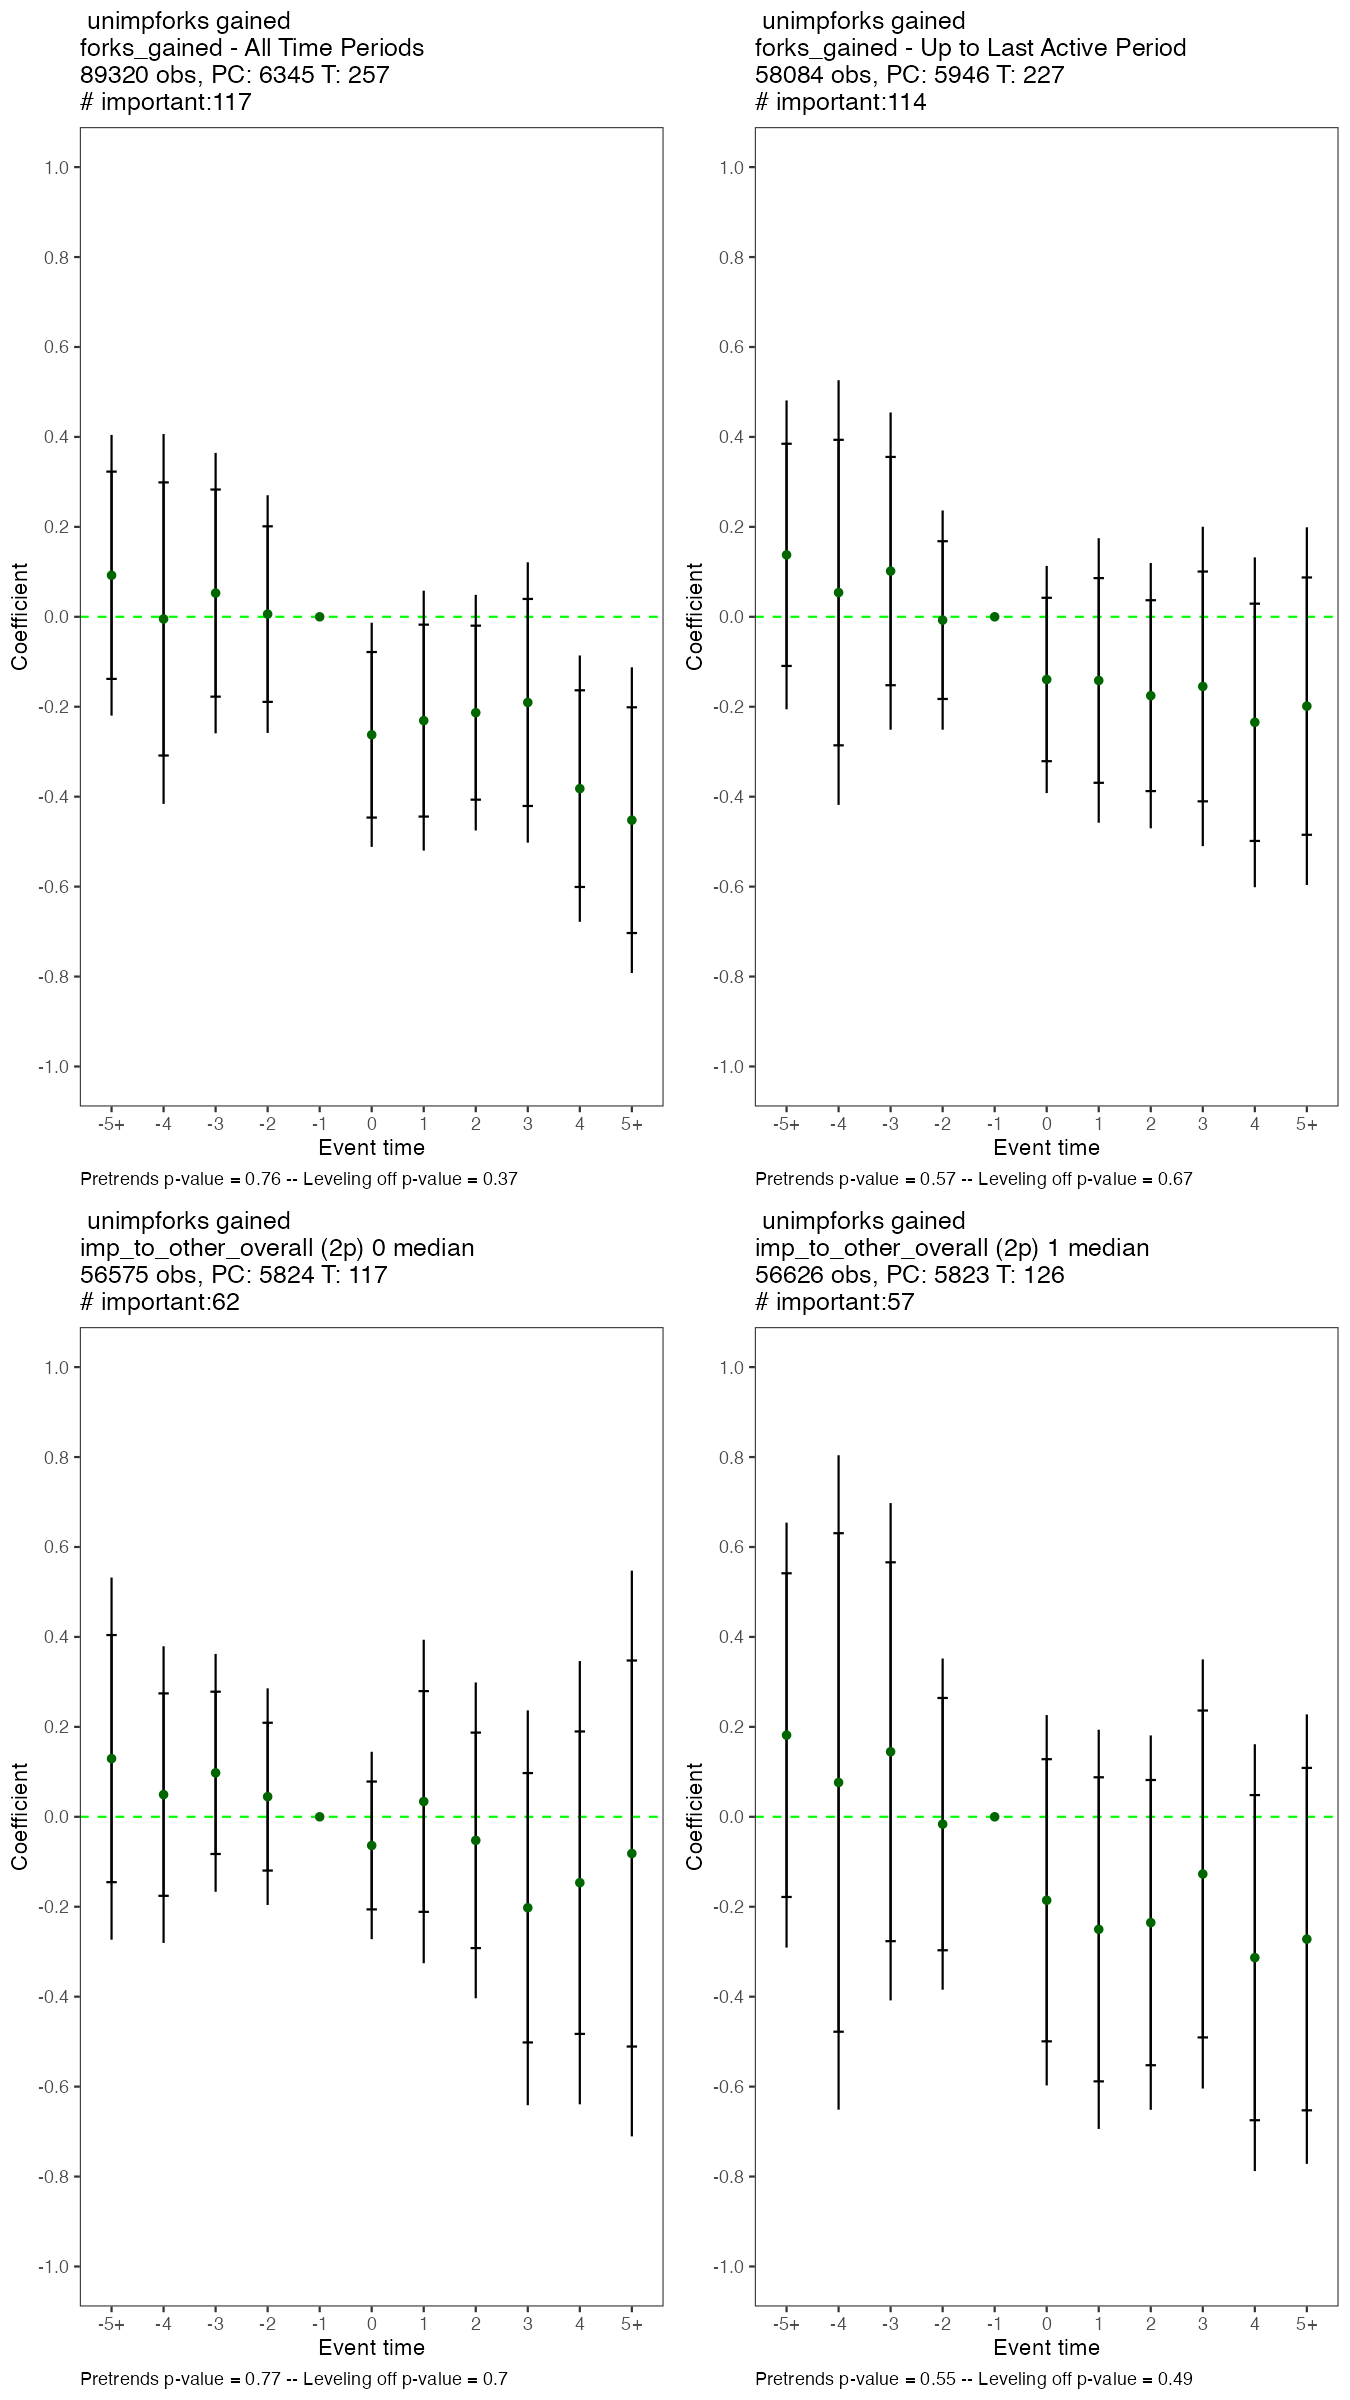 unimpforks gained
forks_gained - All Time Periods
89320 obs, PC: 6345 T: 257
# important:117
1.0
0.8
0.6
0.4
0.2
0.0
-0.2
-0.4
-0.6
-0.8
-1.0
Coefficient
-5+ -4 -3 -2 -1 0 1 2 3 4 5+
Event time
Pretrends p-value = 0.76 -- Leveling off p-value = 0.37
unimpforks gained
forks_gained - Up to Last Active Period
58084 obs, PC: 5946 T: 227
# important:114
1.0
0.8
0.6
0.4
0.2
0.0
-0.2
-0.4
-0.6
-0.8
-1.0
Coefficient
-5+ -4 -3 -2 -1 0 1 2 3 4 5+
Event time
Pretrends p-value = 0.57 -- Leveling off p-value = 0.67
unimpforks gained
imp_to_other_overall (2p) 0 median
56575 obs, PC: 5824 T: 117
# important:62
1.0
0.8
0.6
0.4
0.2
0.0
-0.2
-0.4
-0.6
-0.8
-1.0
Coefficient
-5+ -4 -3 -2 -1 0 1 2 3 4 5+
Event time
Pretrends p-value = 0.77 -- Leveling off p-value = 0.7
unimpforks gained
imp_to_other_overall (2p) 1 median
56626 obs, PC: 5823 T: 126
# important:57
1.0
0.8
0.6
0.4
0.2
0.0
-0.2
-0.4
-0.6
-0.8
-1.0
Coefficient
-5+ -4 -3 -2 -1 0 1 2 3 4 5+
Event time
Pretrends p-value = 0.55 -- Leveling off p-value = 0.49